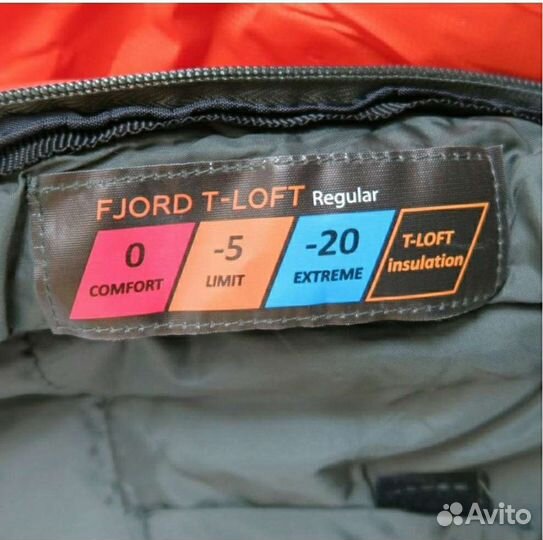 FJORD T-LOFT Regular
0
COMFORT
-5
LIMIT
-20
EXTREME
T-LOFT
insulation
Avito